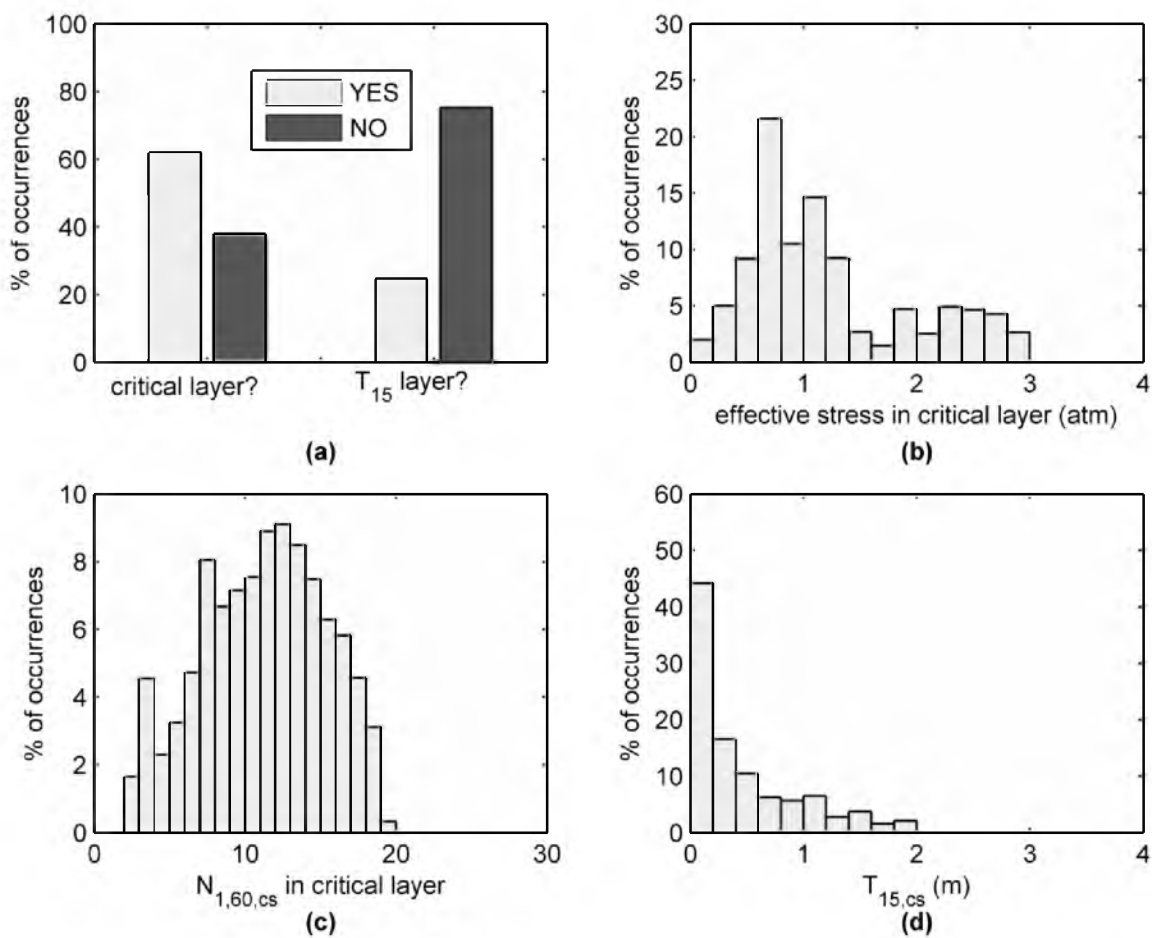 100
80
60
40
20
0
% of occurrences
YES
NO
critical layer?
T15 layer?
(a)
30
25
20
15
10
5
0
% of occurrences
0 1 2 3 4
effective stress in critical layer (atm)
(b)
10
8
6
4
2
0
% of occurrences
0 10 20 30
N1,60,cs in critical layer
(c)
60
50
40
30
20
10
0
% of occurrences
0 1 2 3 4
T15,cs (m)
(d)